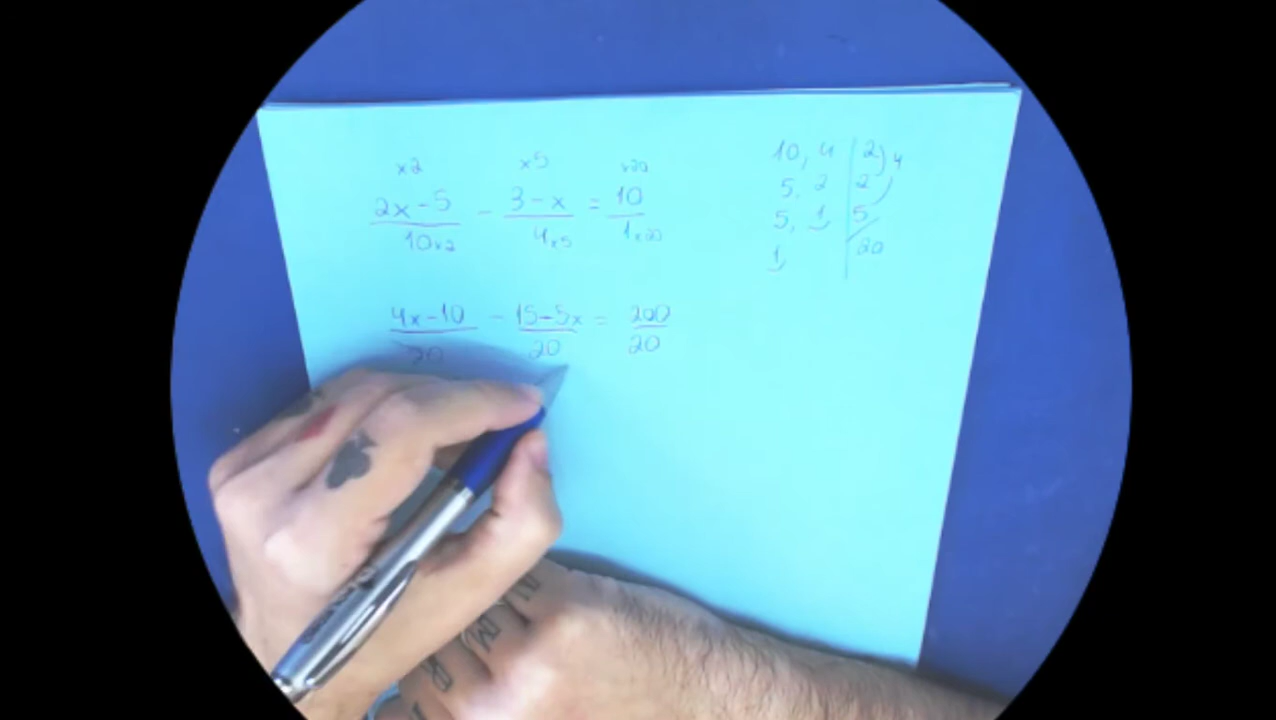 x2 x5 x20
2x-5 - 3-x = 10
10x2 4x5 1x20
4x-10 - 15-5x = 200
20 20 20
10, 4 | 2 4
5, 2 | 2
5, 1 | 5
1 | 20